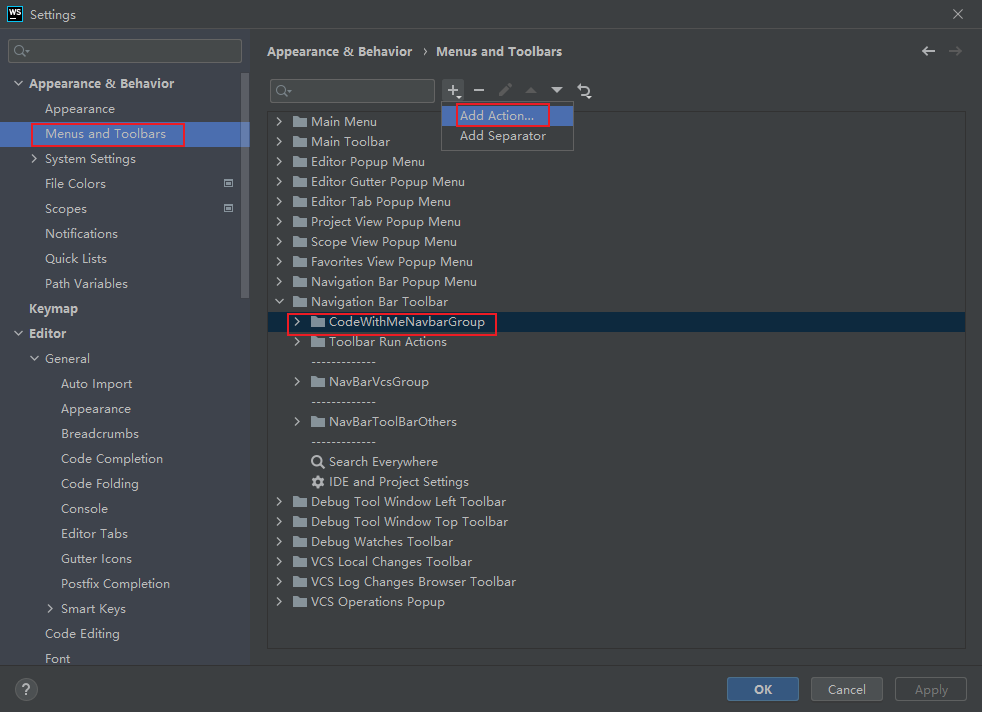 WS Settings
Appearance & Behavior › Menus and Toolbars
Appearance & Behavior
Appearance
Menus and Toolbars
System Settings
File Colors
Scopes
Notifications
Quick Lists
Path Variables
Keymap
Editor
General
Auto Import
Appearance
Breadcrumbs
Code Completion
Code Folding
Console
Editor Tabs
Gutter Icons
Postfix Completion
Smart Keys
Code Editing
Font
Add Action...
Add Separator
Main Menu
Main Toolbar
Editor Popup Menu
Editor Gutter Popup Menu
Editor Tab Popup Menu
Project View Popup Menu
Scope View Popup Menu
Favorites View Popup Menu
Navigation Bar Popup Menu
Navigation Bar Toolbar
CodeWithMeNavbarGroup
Toolbar Run Actions
-------------
NavBarVcsGroup
-------------
NavBarToolBarOthers
-------------
Search Everywhere
IDE and Project Settings
Debug Tool Window Left Toolbar
Debug Tool Window Top Toolbar
Debug Watches Toolbar
VCS Local Changes Toolbar
VCS Log Changes Browser Toolbar
VCS Operations Popup
?
OK
Cancel
Apply